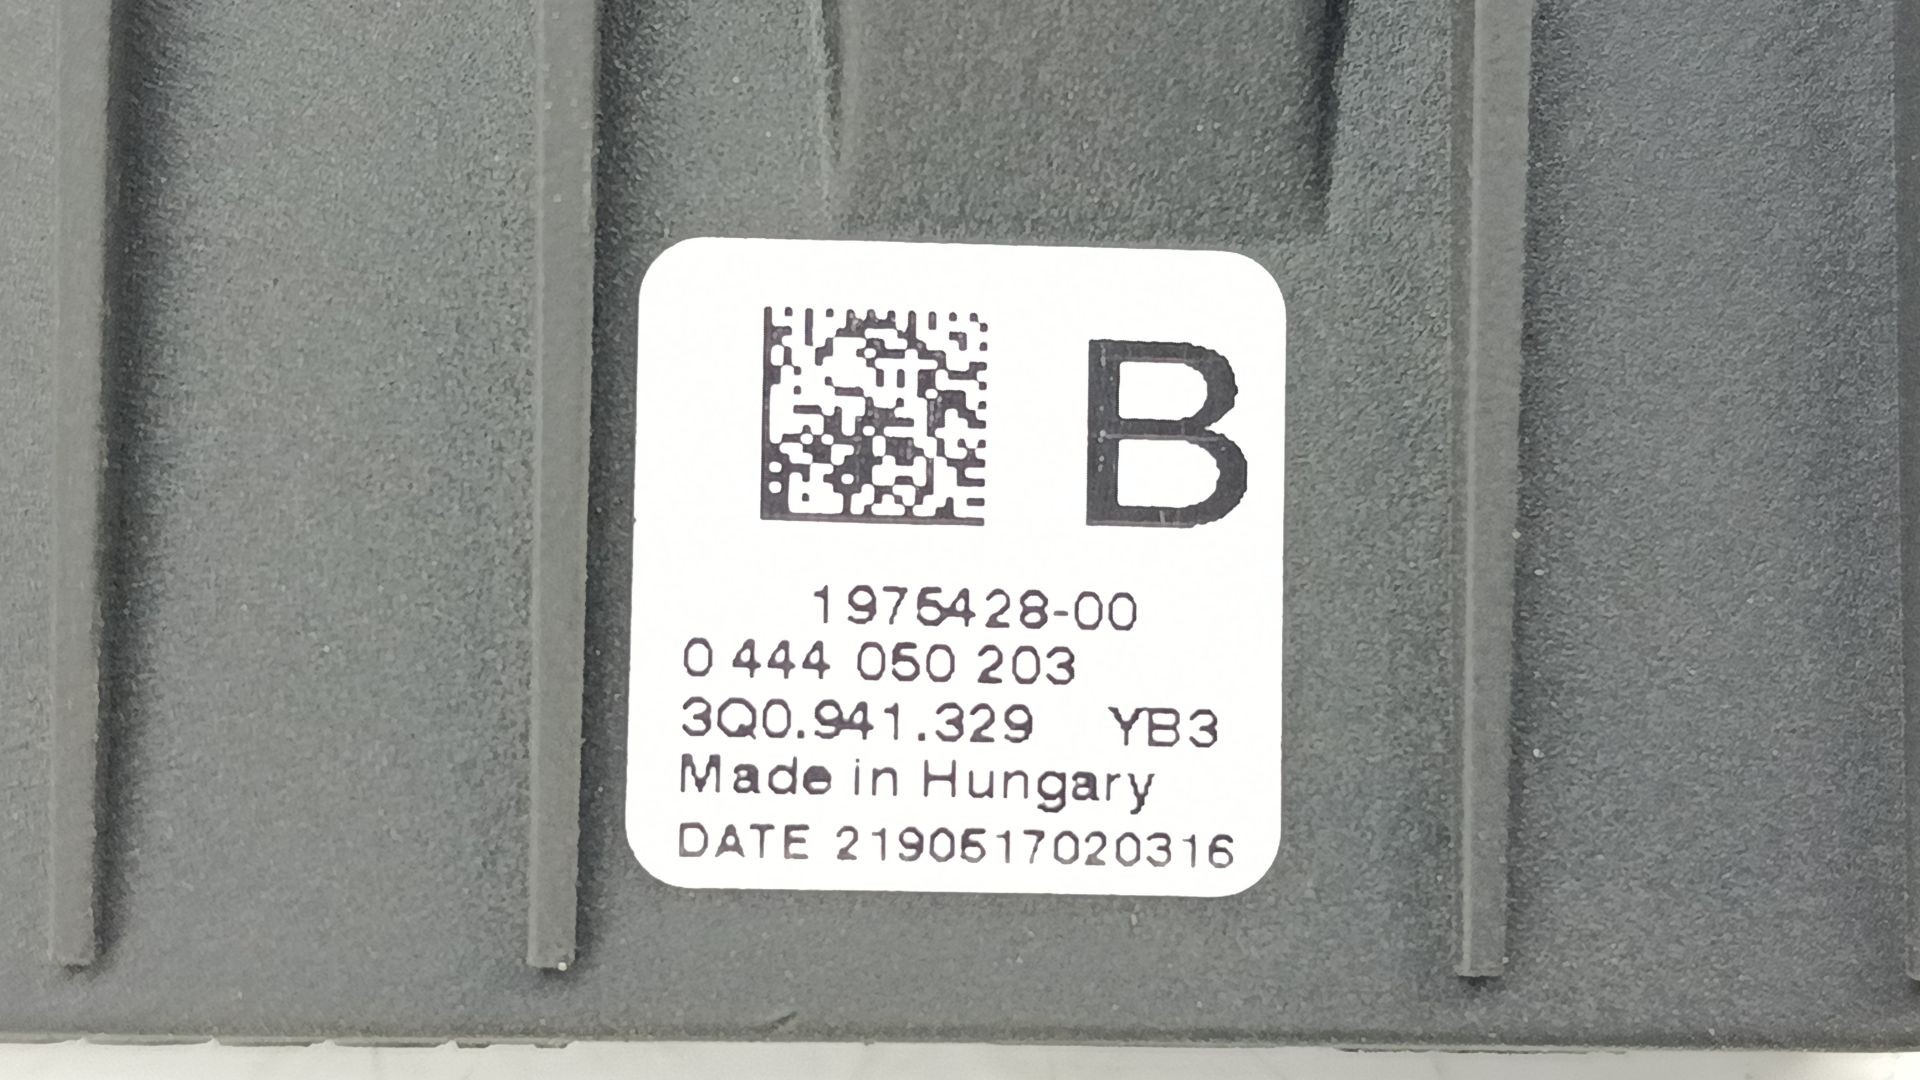 B
1975428-00
0 444 050 203
3Q0.941.329 YB3
Made in Hungary
DATE 2190517020316